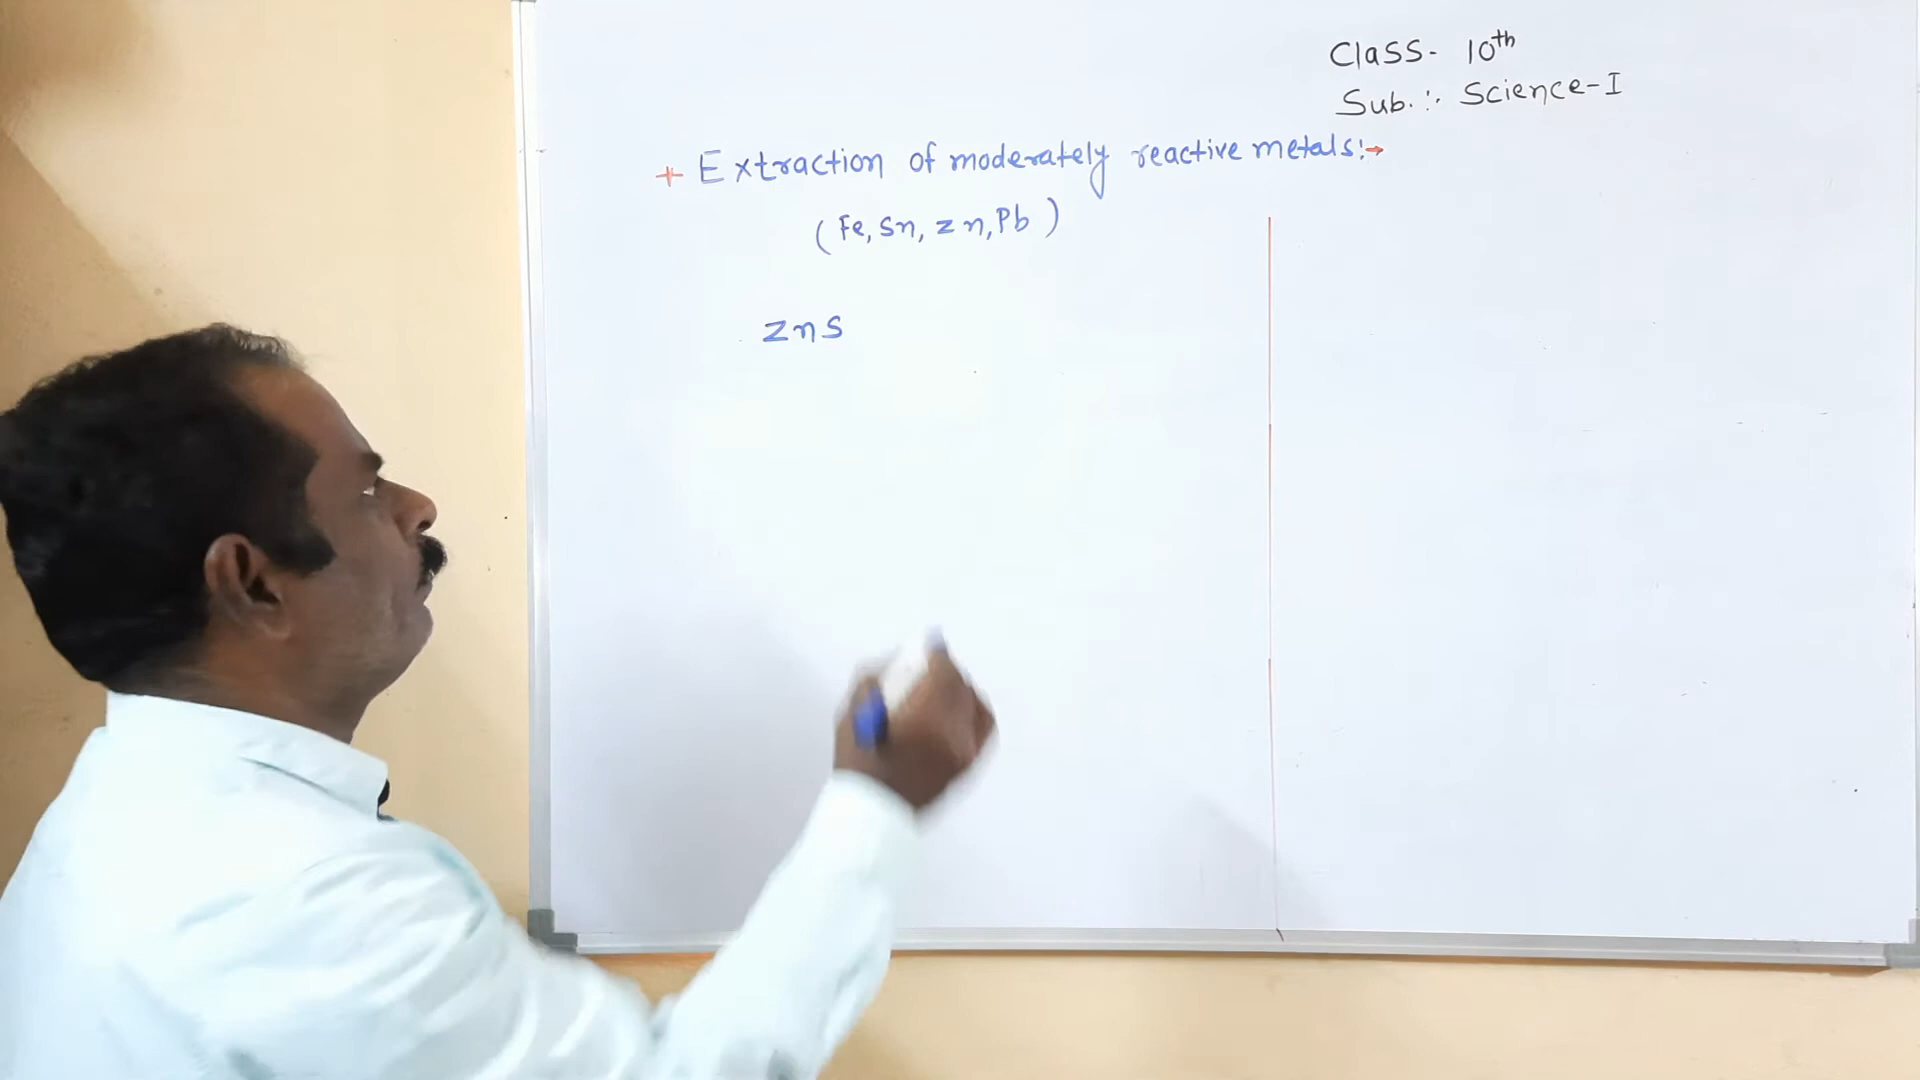 Class- 10th
Sub. :- Science-I
+ Extraction of moderately reactive metals:→
(Fe, Sn, Zn, Pb)
ZnS